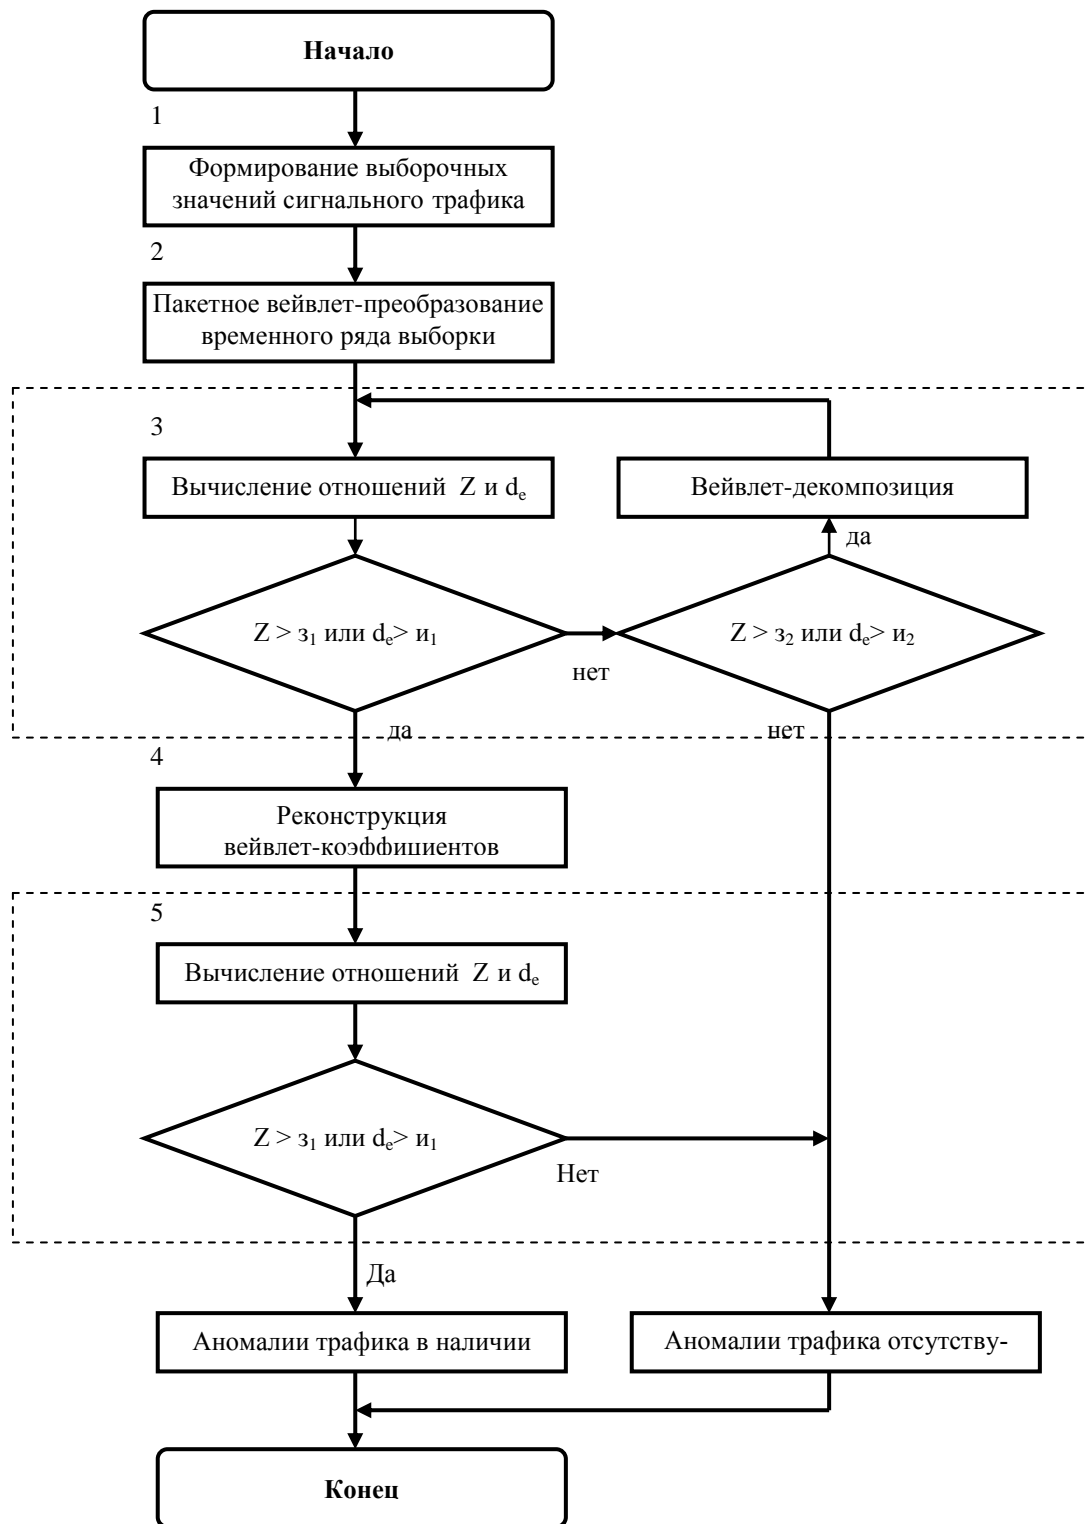 Начало
1
Формирование выборочных
значений сигнального трафика
2
Пакетное вейвлет-преобразование
временного ряда выборки
3
Вычисление отношений Z и dₑ
Вейвлет-декомпозиция
да
Z > з₁ или dₑ> и₁
нет
Z > з₂ или dₑ> и₂
да
нет
4
Реконструкция
вейвлет-коэффициентов
5
Вычисление отношений Z и dₑ
Z > з₁ или dₑ> и₁
Нет
Да
Аномалии трафика в наличии
Аномалии трафика отсутству-
Конец